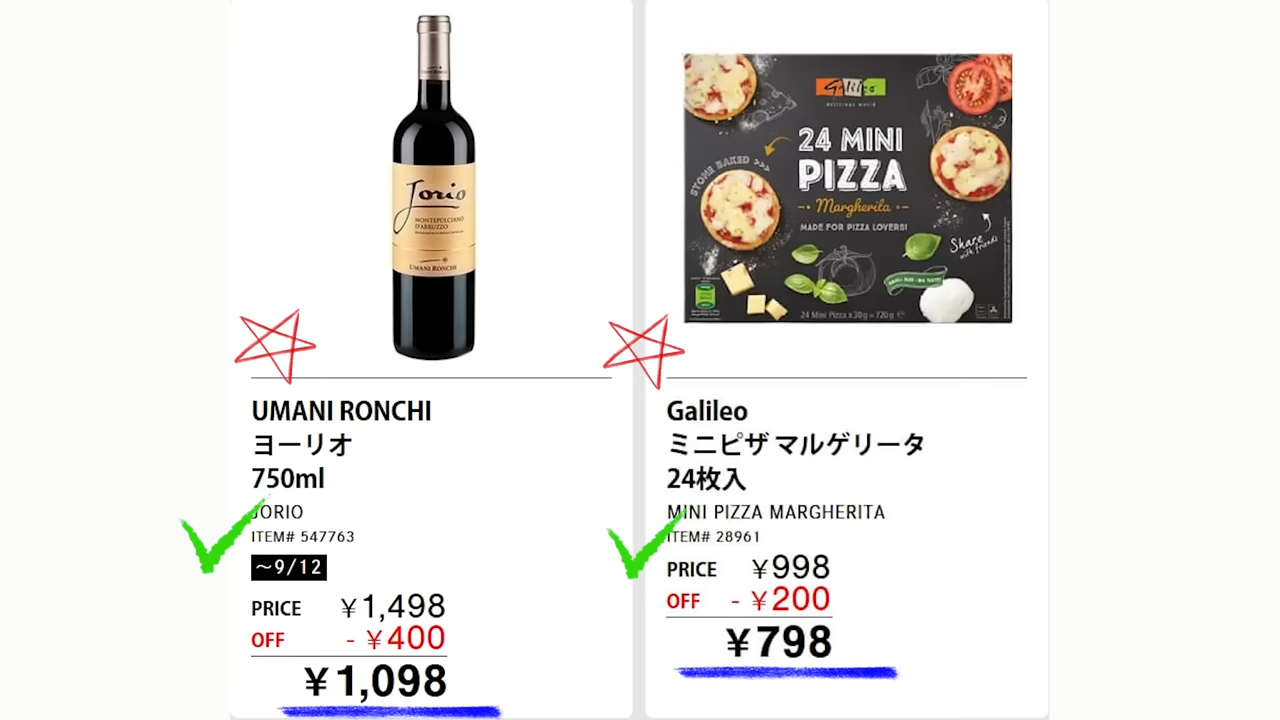 Jorio
MONTEPULCIANO
D'ABRUZZO
UMANI RONCHI
UMANI RONCHI
ヨーリオ
750ml
JORIO
ITEM# 547763
～9/12
PRICE ¥1,498
OFF - ¥400
¥1,098
Galileo
delicious world
24 MINI
PIZZA
Margherita
MADE FOR PIZZA LOVERS!
STONE BAKED >>>
Share
with friends
24 Mini Pizza x 30g = 720g ℮
Galileo
ミニピザ マルゲリータ
24枚入
MINI PIZZA MARGHERITA
ITEM# 28961
PRICE ¥998
OFF - ¥200
¥798